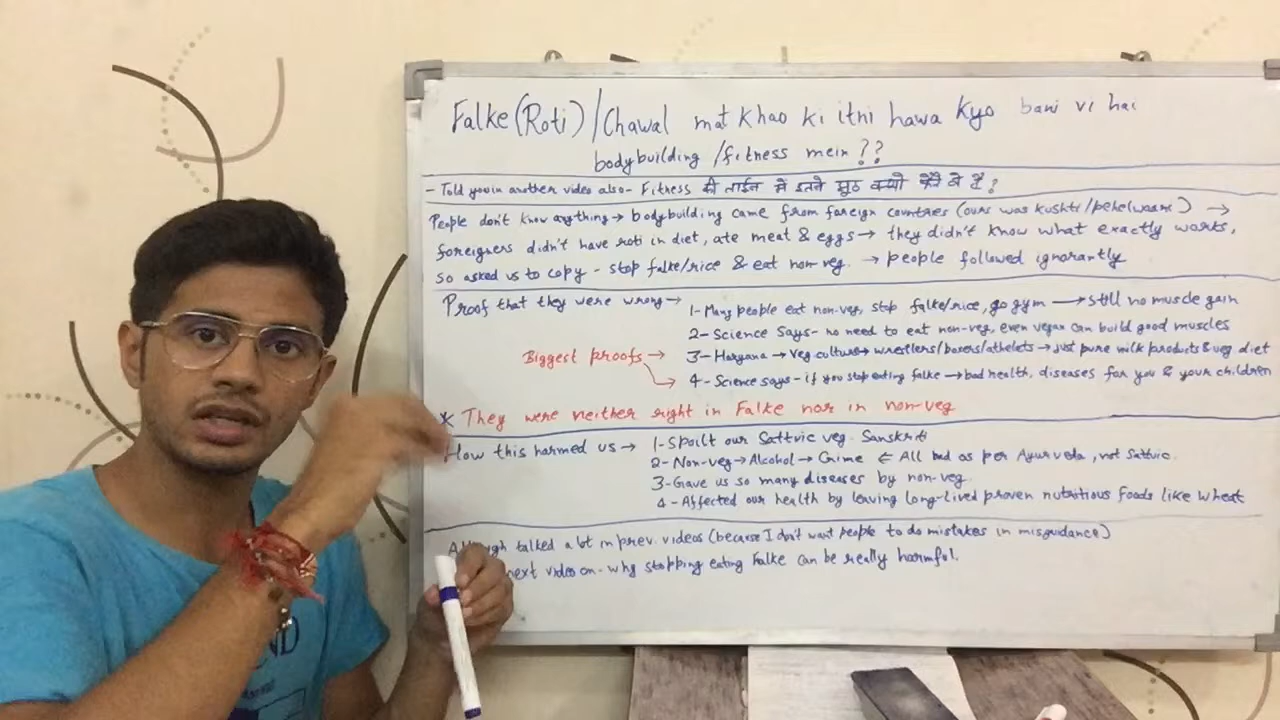 Falke(Roti)/Chawal mat Khao ki itni hawa kyo bani vi hai
bodybuilding/fitness mein??
- Told you in another video also - Fitness की लाईन में इतने झूठ क्यों फैले वे हैं?
People don't know anything → bodybuilding came from foreign countries (ours was kushti/pehelwaani) →
foreigners didn't have roti in diet, ate meat & eggs → they didn't know what exactly works,
so asked us to copy - stop falke/rice & eat non-veg. → people followed ignorantly
Proof that they were wrong → 1-Many people eat non-veg, stop falke/rice, go gym → still no muscle gain
2-Science says- no need to eat non-veg, even vegan can build good muscles
Biggest proofs → 3-Haryana → Veg culture → wrestlers/boxers/athelets → just pure milk products & veg diet
4-Science says-if you stop eating falke → bad health, diseases for you & your children
* They were neither right in Falke nor in non-veg
How this harmed us → 1-Spoilt our Sattvic veg. Sanskriti
2-Non-veg → Alcohol → Crime ← All bad as per Ayurveda, not Sattvic.
3-Gave us so many diseases by non-veg.
4-Affected our health by leaving long-lived proven nutritious foods like wheat
talked a lot in prev. videos (because I don't want people to do mistakes in misguidance)
next video on - why stopping eating Falke can be really harmful.
ND